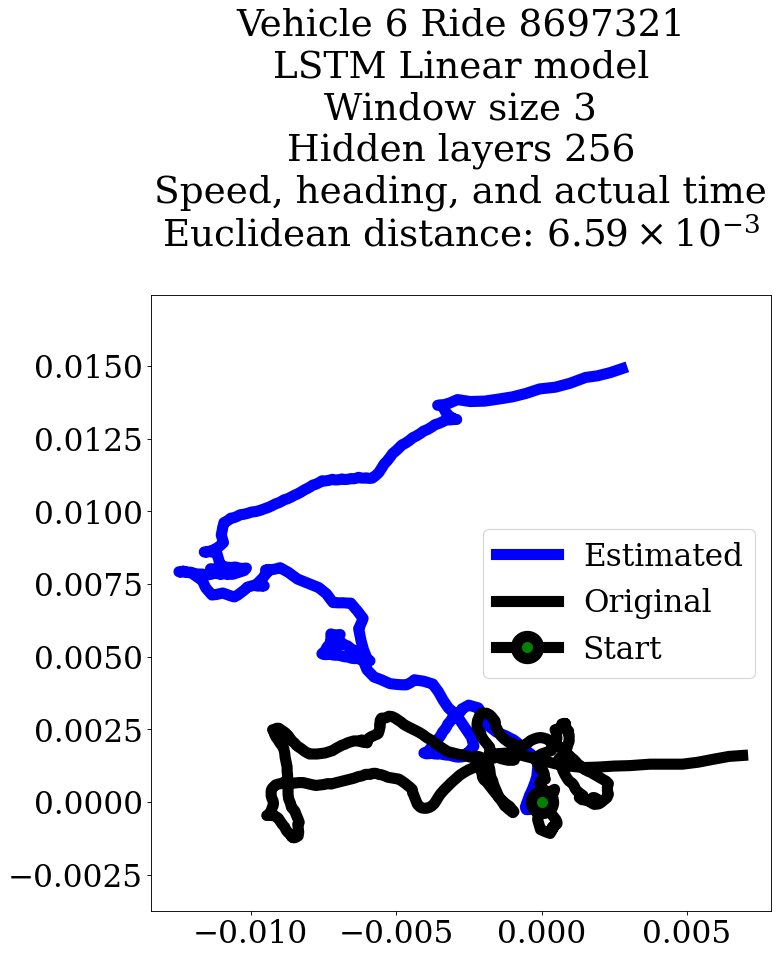 Vehicle 6 Ride 8697321
LSTM Linear model
Window size 3
Hidden layers 256
Speed, heading, and actual time
Euclidean distance: 6.59 × 10⁻³
0.0150
0.0125
0.0100
0.0075
0.0050
0.0025
0.0000
−0.0025
Estimated
Original
Start
−0.010 −0.005 0.000 0.005